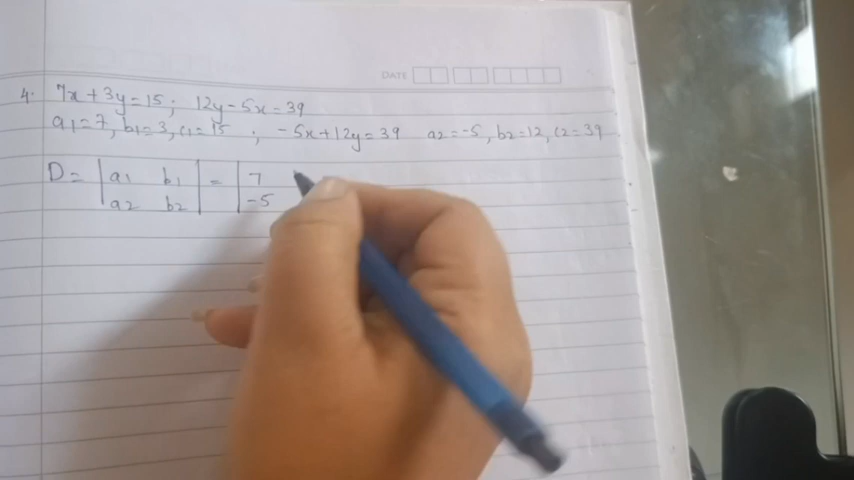 DATE
4. 7x+3y=15; 12y-5x=39
a1=7, b1=3, c1=15 ; -5x+12y=39 a2=-5, b2=12, c2=39
D= | a1 b1 | = | 7
| a2 b2 | | -5